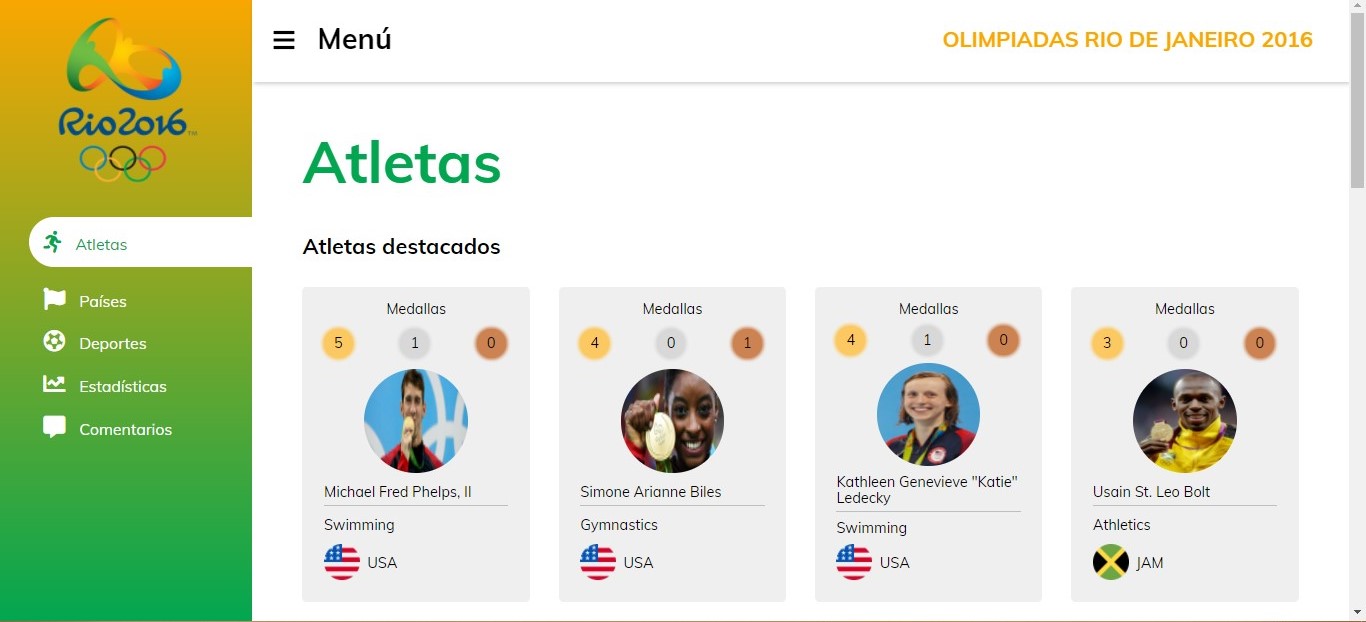 Rio2016™
Menú
OLIMPIADAS RIO DE JANEIRO 2016
Atletas
Países
Deportes
Estadísticas
Comentarios
Atletas
Atletas destacados
Medallas
5 1 0
Michael Fred Phelps, II
Swimming
USA
Medallas
4 0 1
Simone Arianne Biles
Gymnastics
USA
Medallas
4 1 0
Kathleen Genevieve "Katie"
Ledecky
Swimming
USA
Medallas
3 0 0
Usain St. Leo Bolt
Athletics
JAM